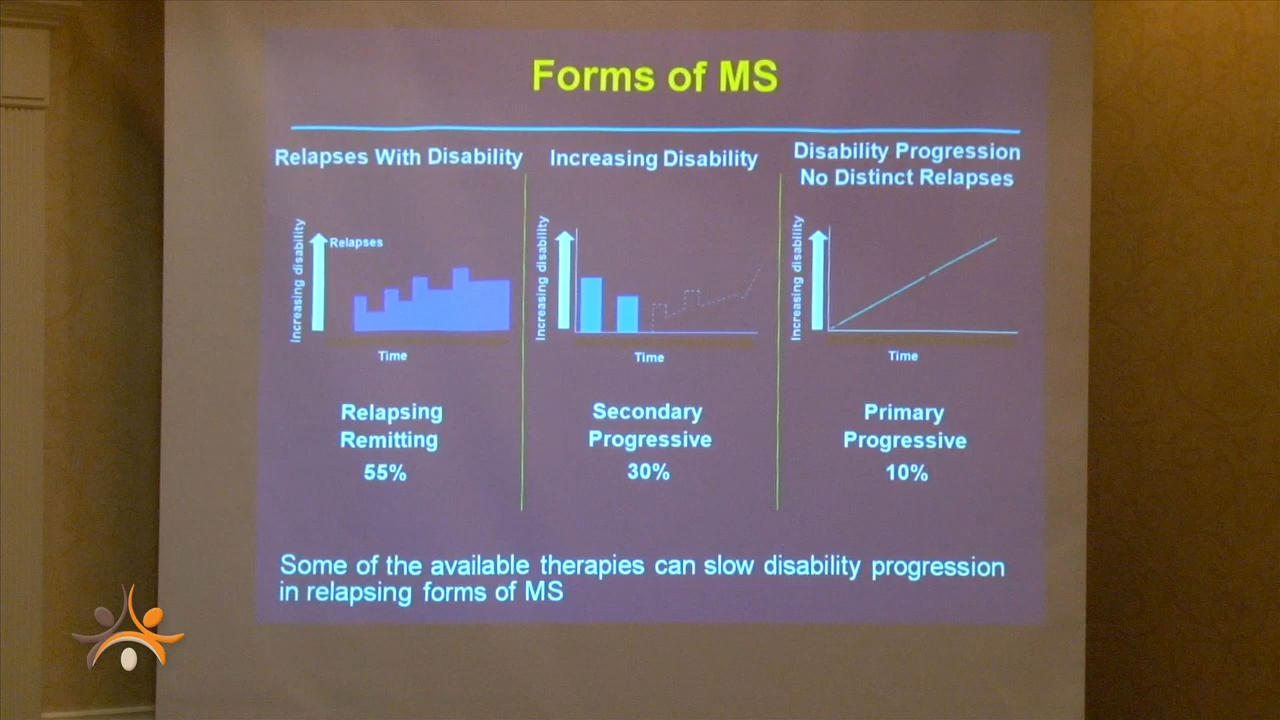 Forms of MS
Relapses With Disability
Increasing disability
Relapses
Time
Relapsing
Remitting
55%
Increasing Disability
Increasing disability
Time
Secondary
Progressive
30%
Disability Progression
No Distinct Relapses
Increasing disability
Time
Primary
Progressive
10%
Some of the available therapies can slow disability progression
in relapsing forms of MS